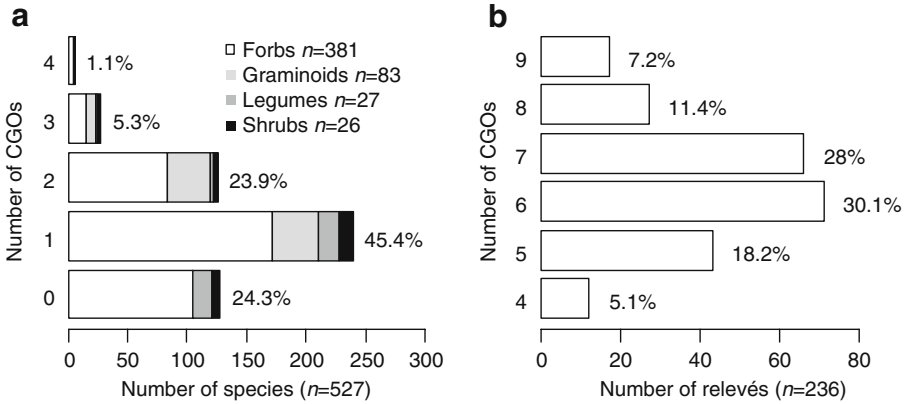 a
Number of CGOs
4
3
2
1
0
1.1%
5.3%
23.9%
45.4%
24.3%
Forbs n=381
Graminoids n=83
Legumes n=27
Shrubs n=26
0 50 100 150 200 250 300
Number of species (n=527)
b
Number of CGOs
9
8
7
6
5
4
7.2%
11.4%
28%
30.1%
18.2%
5.1%
0 20 40 60 80
Number of relevés (n=236)